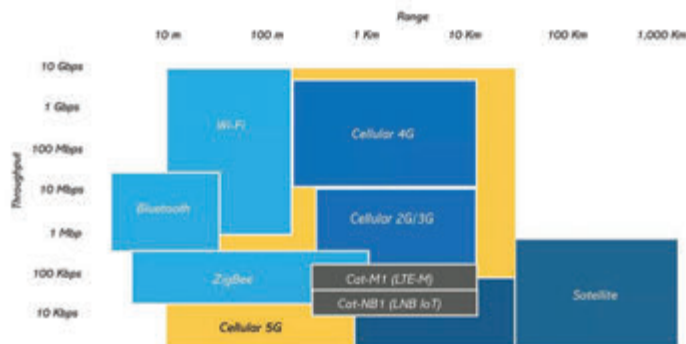 Range
10 m 100 m 1 Km 10 Km 100 Km 1,000 Km
Throughput
10 Gbps
1 Gbps
100 Mbps
10 Mbps
1 Mbp
100 Kbps
10 Kbps
Wi-Fi
Cellular 4G
Bluetooth
Cellular 2G/3G
ZigBee
Cat-M1 (LTE-M)
Cat-NB1 (LNB IoT)
Satellite
Cellular 5G